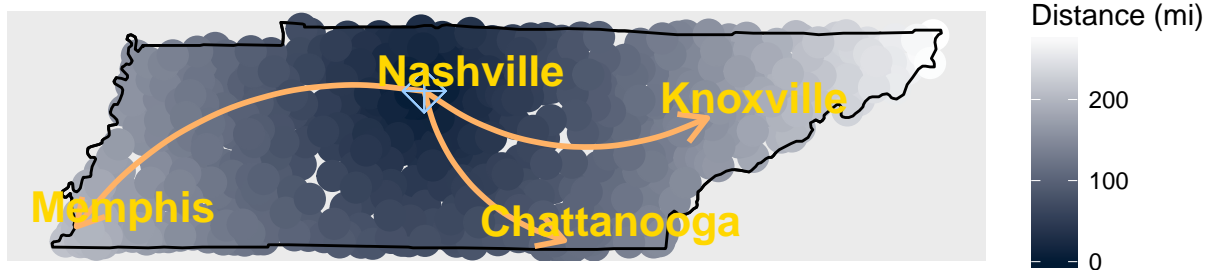 Distance (mi)
Nashville
Knoxville
Memphis
Chattanooga
200
100
0